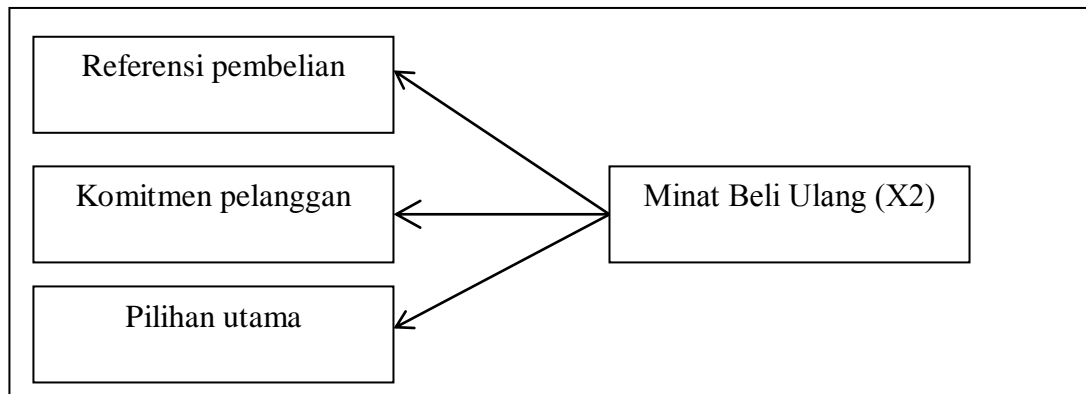 Referensi pembelian
Komitmen pelanggan
Minat Beli Ulang (X2)
Pilihan utama